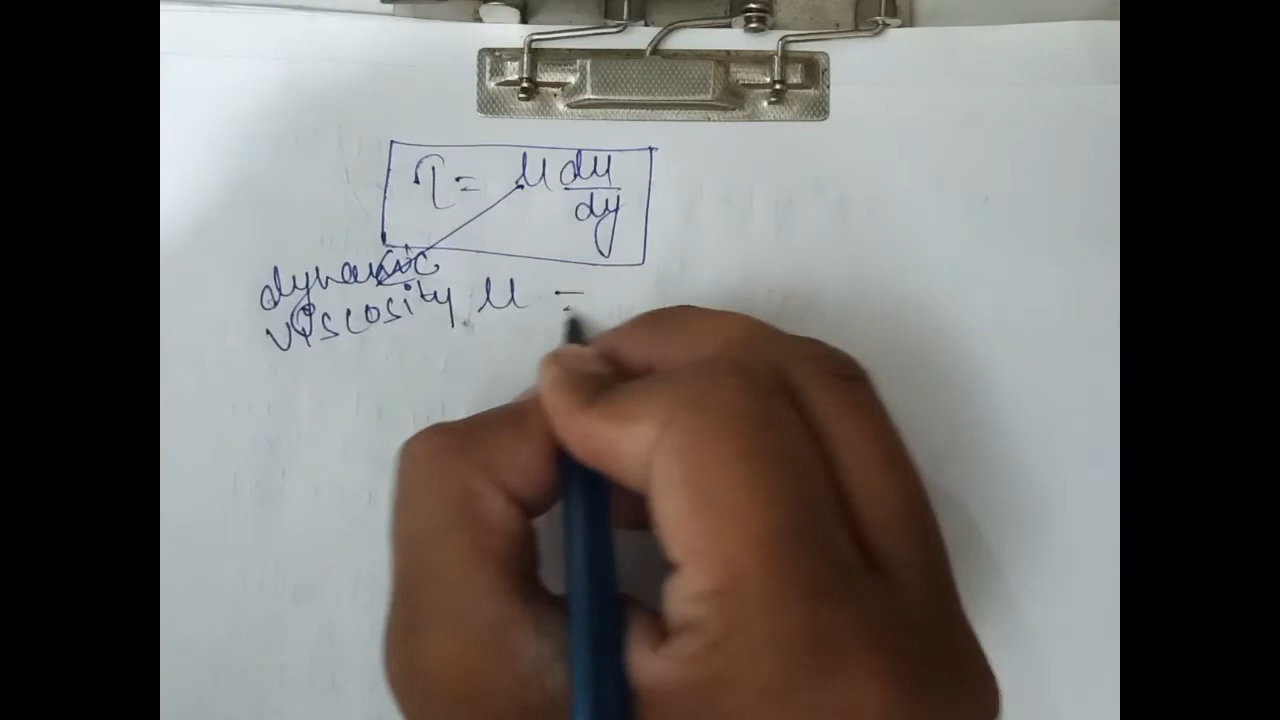 τ = μ du/dy
dynamic
viscosity, μ =